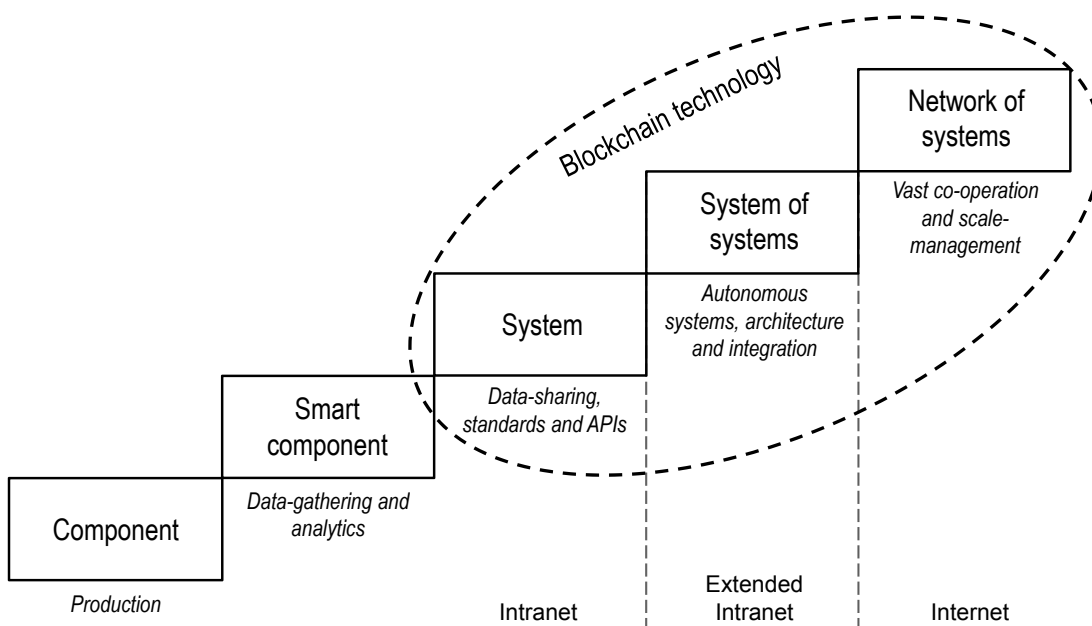 Blockchain technology
Network of
systems
Vast co-operation
and scale-
management
System of
systems
Autonomous
systems, architecture
and integration
System
Data-sharing,
standards and APIs
Smart
component
Data-gathering and
analytics
Component
Production
Intranet
Extended
Intranet
Internet